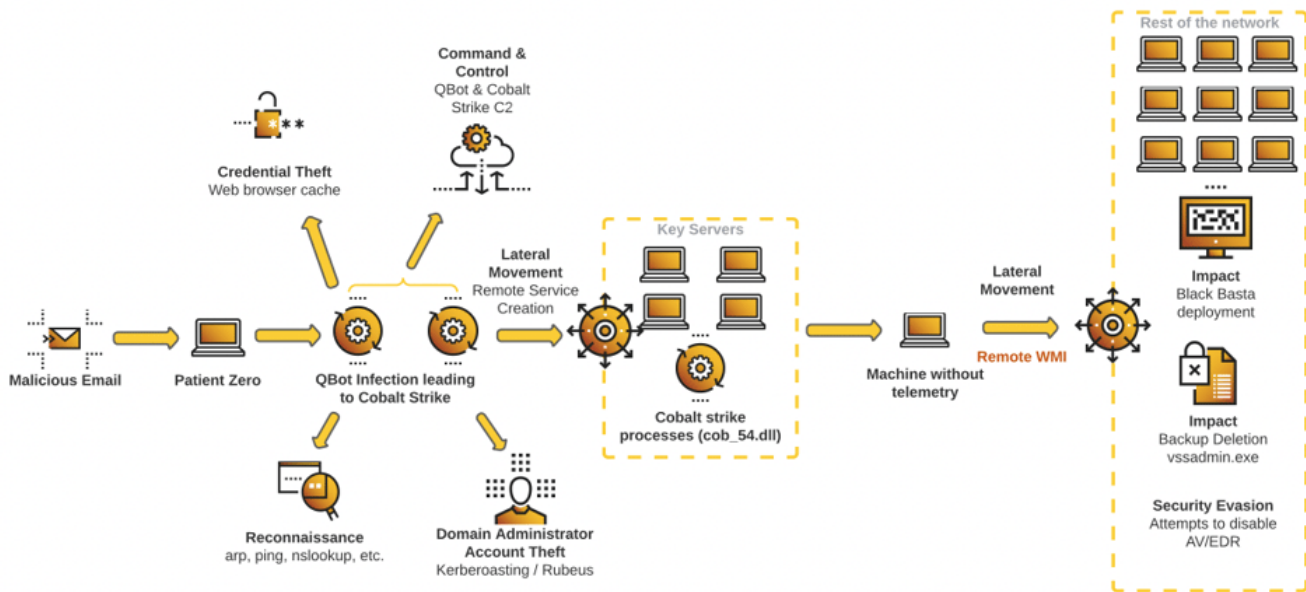 Malicious Email
Patient Zero
Credential Theft
Web browser cache
Command &
Control
QBot & Cobalt
Strike C2
QBot Infection leading
to Cobalt Strike
Reconnaissance
arp, ping, nslookup, etc.
Domain Administrator
Account Theft
Kerberoasting / Rubeus
Lateral
Movement
Remote Service
Creation
Key Servers
Cobalt strike
processes (cob_54.dll)
Machine without
telemetry
Lateral
Movement
Remote WMI
Rest of the network
Impact
Black Basta
deployment
Impact
Backup Deletion
vssadmin.exe
Security Evasion
Attempts to disable
AV/EDR